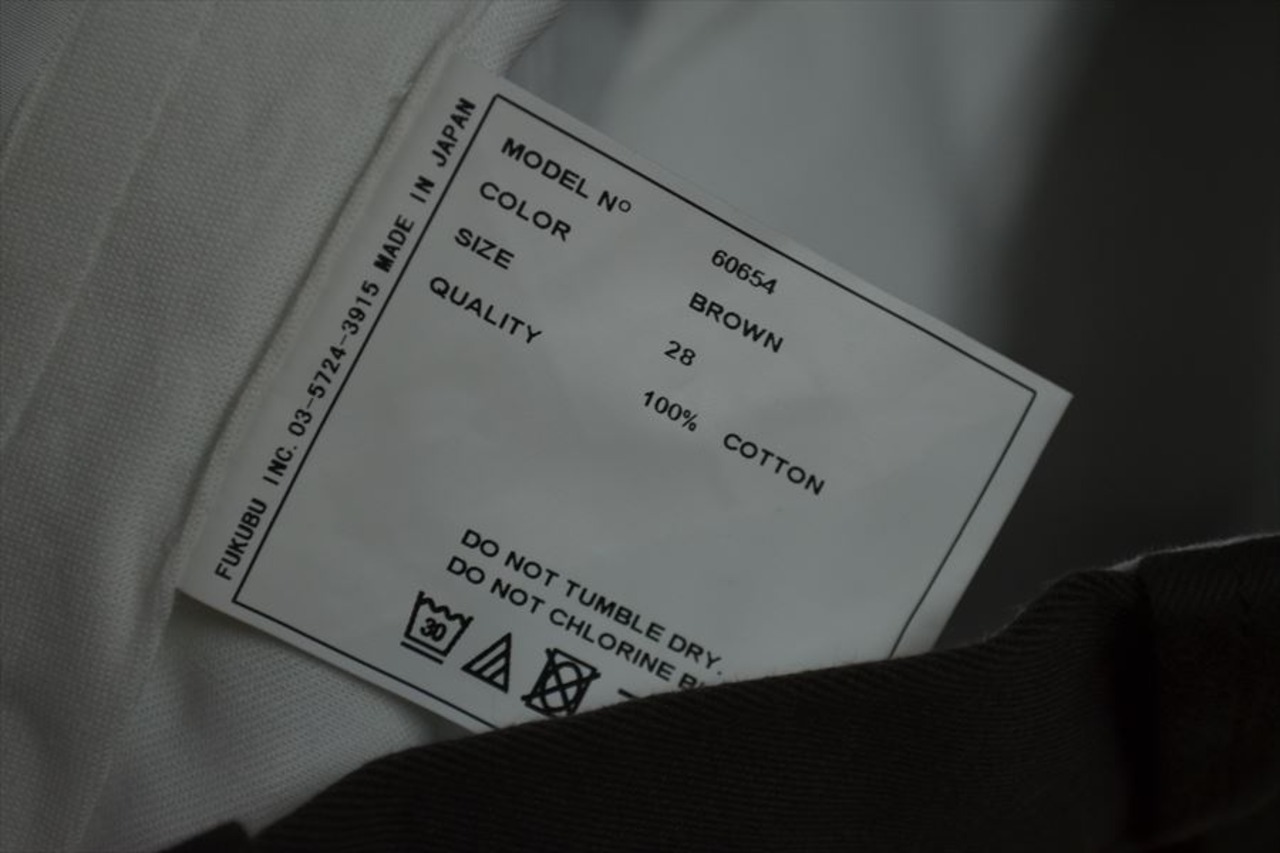 FUKUBU INC. 03-5724-3915 MADE IN JAPAN
MODEL Nº 60654
COLOR BROWN
SIZE 28
QUALITY 100% COTTON
DO NOT TUMBLE DRY.
DO NOT CHLORINE
30